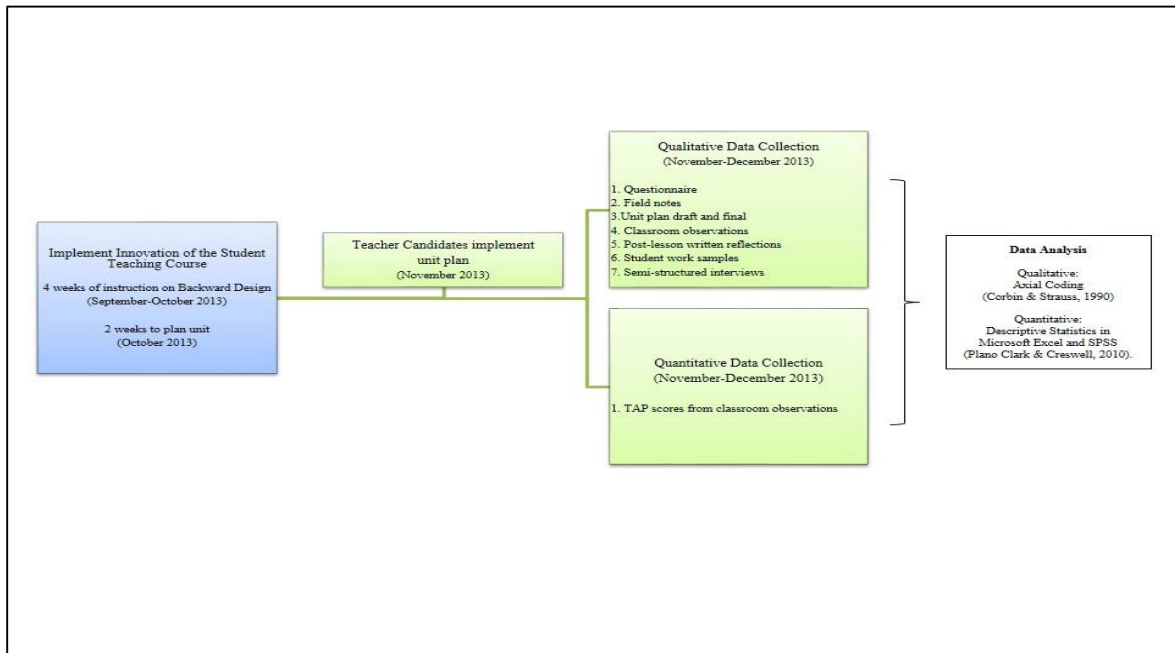 Implement Innovation of the Student
Teaching Course
4 weeks of instruction on Backward Design
(September-October 2013)
2 weeks to plan unit
(October 2013)
Teacher Candidates implement
unit plan
(November 2013)
Qualitative Data Collection
(November-December 2013)
1. Questionnaire
2. Field notes
3.Unit plan draft and final
4. Classroom observations
5. Post-lesson written reflections
6. Student work samples
7. Semi-structured interviews
Quantitative Data Collection
(November-December 2013)
1. TAP scores from classroom observations
Data Analysis
Qualitative:
Axial Coding
(Corbin & Strauss, 1990)
Quantitative:
Descriptive Statistics in
Microsoft Excel and SPSS
(Plano Clark & Creswell, 2010).